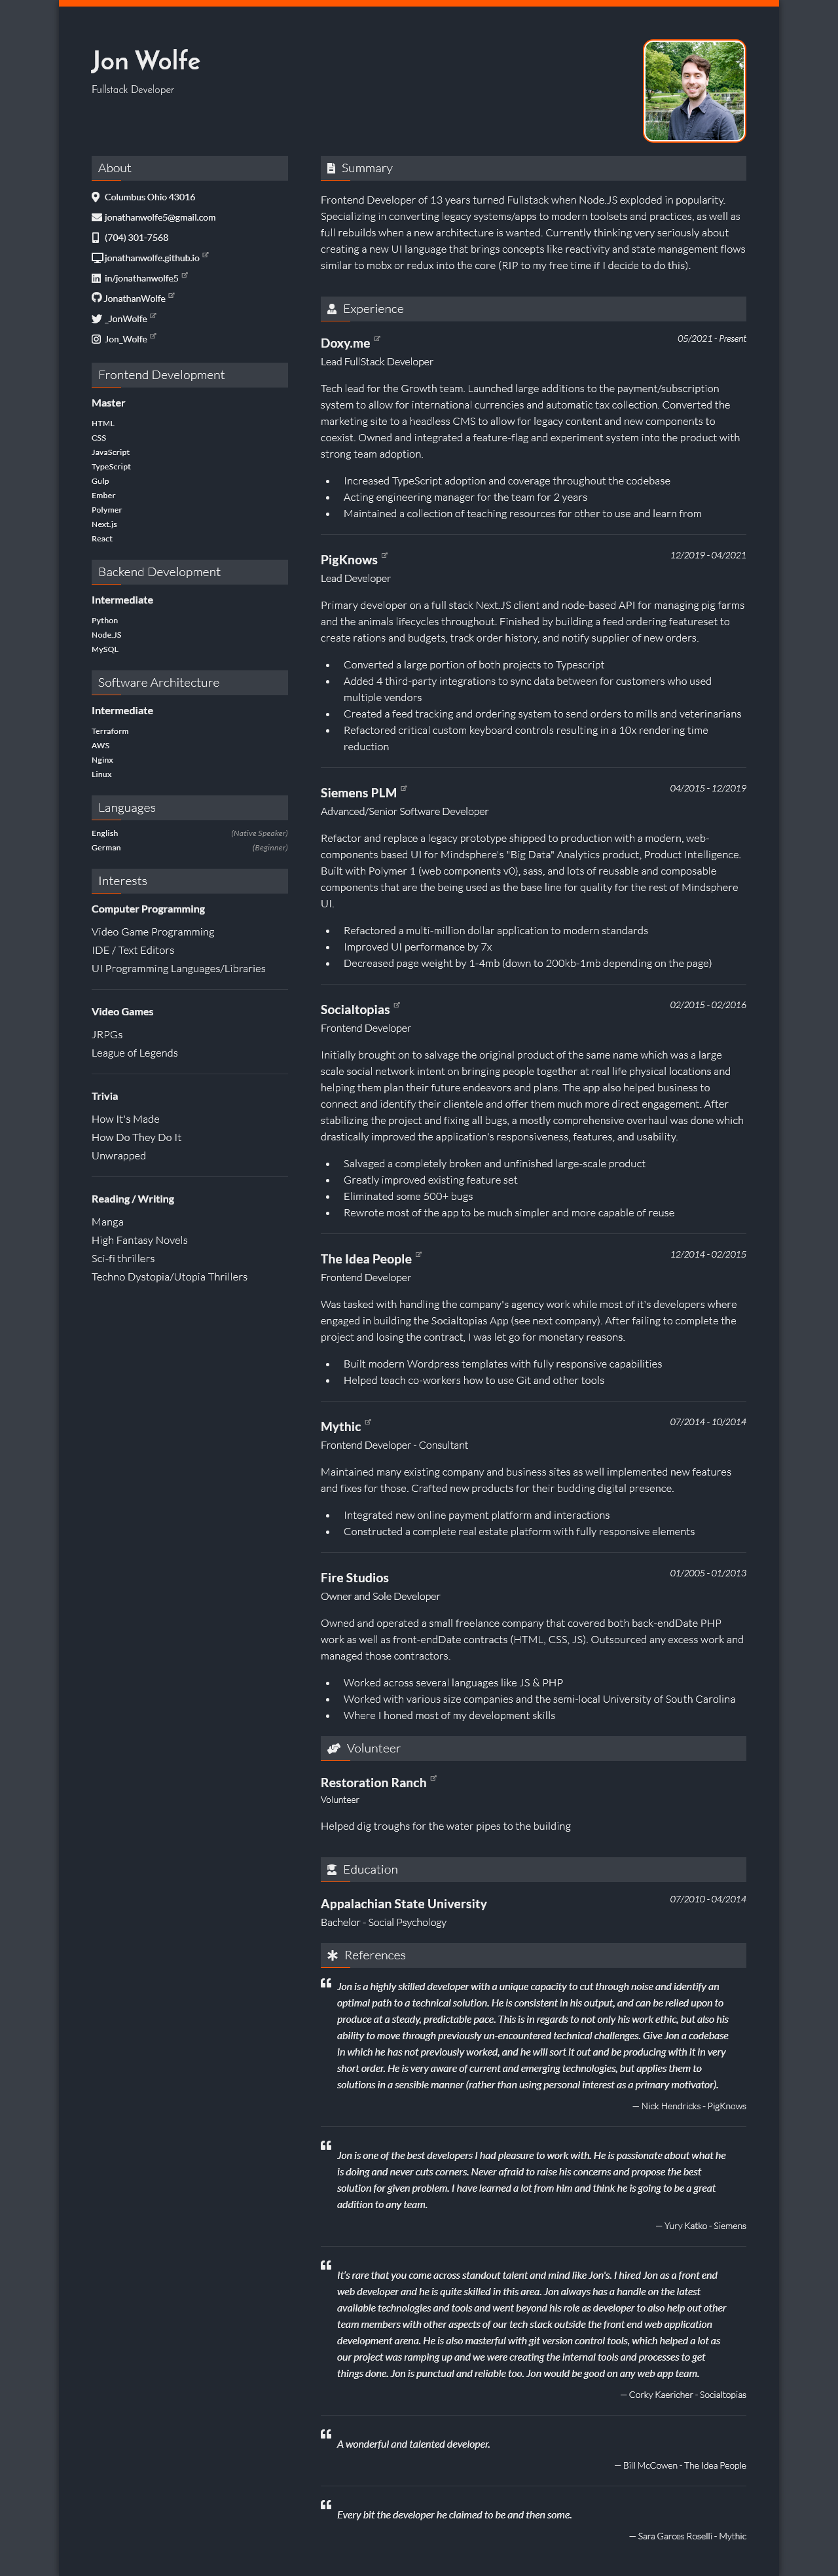 Jon Wolfe
Fullstack Developer
About
Columbus Ohio 43016
jonathanwolfe5@gmail.com
(704) 301-7568
jonathanwolfe.github.io
in/jonathanwolfe5
JonathanWolfe
_JonWolfe
Jon_Wolfe
Frontend Development
Master
HTML
CSS
JavaScript
TypeScript
Gulp
Ember
Polymer
Next.js
React
Backend Development
Intermediate
Python
Node.JS
MySQL
Software Architecture
Intermediate
Terraform
AWS
Nginx
Linux
Languages
English (Native Speaker)
German (Beginner)
Interests
Computer Programming
Video Game Programming
IDE / Text Editors
UI Programming Languages/Libraries
Video Games
JRPGs
League of Legends
Trivia
How It's Made
How Do They Do It
Unwrapped
Reading / Writing
Manga
High Fantasy Novels
Sci-fi thrillers
Techno Dystopia/Utopia Thrillers
Summary
Frontend Developer of 13 years turned Fullstack when Node.JS exploded in popularity.
Specializing in converting legacy systems/apps to modern toolsets and practices, as well as
full rebuilds when a new architecture is wanted. Currently thinking very seriously about
creating a new UI language that brings concepts like reactivity and state management flows
similar to mobx or redux into the core (RIP to my free time if I decide to do this).
Experience
Doxy.me 05/2021 - Present
Lead FullStack Developer
Tech lead for the Growth team. Launched large additions to the payment/subscription
system to allow for international currencies and automatic tax collection. Converted the
marketing site to a headless CMS to allow for legacy content and new components to
coexist. Owned and integrated a feature-flag and experiment system into the product with
strong team adoption.
• Increased TypeScript adoption and coverage throughout the codebase
• Acting engineering manager for the team for 2 years
• Maintained a collection of teaching resources for other to use and learn from
PigKnows 12/2019 - 04/2021
Lead Developer
Primary developer on a full stack Next.JS client and node-based API for managing pig farms
and the animals lifecycles throughout. Finished by building a feed ordering featureset to
create rations and budgets, track order history, and notify supplier of new orders.
• Converted a large portion of both projects to Typescript
• Added 4 third-party integrations to sync data between for customers who used
multiple vendors
• Created a feed tracking and ordering system to send orders to mills and veterinarians
• Refactored critical custom keyboard controls resulting in a 10x rendering time
reduction
Siemens PLM 04/2015 - 12/2019
Advanced/Senior Software Developer
Refactor and replace a legacy prototype shipped to production with a modern, web-
components based UI for Mindsphere's "Big Data" Analytics product, Product Intelligence.
Built with Polymer 1 (web components v0), sass, and lots of reusable and composable
components that are the being used as the base line for quality for the rest of Mindsphere
UI.
• Refactored a multi-million dollar application to modern standards
• Improved UI performance by 7x
• Decreased page weight by 1-4mb (down to 200kb-1mb depending on the page)
Socialtopias 02/2015 - 02/2016
Frontend Developer
Initially brought on to salvage the original product of the same name which was a large
scale social network intent on bringing people together at real life physical locations and
helping them plan their future endeavors and plans. The app also helped business to
connect and identify their clientele and offer them much more direct engagement. After
stabilizing the project and fixing all bugs, a mostly comprehensive overhaul was done which
drastically improved the application's responsiveness, features, and usability.
• Salvaged a completely broken and unfinished large-scale product
• Greatly improved existing feature set
• Eliminated some 500+ bugs
• Rewrote most of the app to be much simpler and more capable of reuse
The Idea People 12/2014 - 02/2015
Frontend Developer
Was tasked with handling the company's agency work while most of it's developers where
engaged in building the Socialtopias App (see next company). After failing to complete the
project and losing the contract, I was let go for monetary reasons.
• Built modern Wordpress templates with fully responsive capabilities
• Helped teach co-workers how to use Git and other tools
Mythic 07/2014 - 10/2014
Frontend Developer - Consultant
Maintained many existing company and business sites as well implemented new features
and fixes for those. Crafted new products for their budding digital presence.
• Integrated new online payment platform and interactions
• Constructed a complete real estate platform with fully responsive elements
Fire Studios 01/2005 - 01/2013
Owner and Sole Developer
Owned and operated a small freelance company that covered both back-endDate PHP
work as well as front-endDate contracts (HTML, CSS, JS). Outsourced any excess work and
managed those contractors.
• Worked across several languages like JS & PHP
• Worked with various size companies and the semi-local University of South Carolina
• Where I honed most of my development skills
Volunteer
Restoration Ranch
Volunteer
Helped dig troughs for the water pipes to the building
Education
Appalachian State University 07/2010 - 04/2014
Bachelor - Social Psychology
References
Jon is a highly skilled developer with a unique capacity to cut through noise and identify an
optimal path to a technical solution. He is consistent in his output, and can be relied upon to
produce at a steady, predictable pace. This is in regards to not only his work ethic, but also his
ability to move through previously un-encountered technical challenges. Give Jon a codebase
in which he has not previously worked, and he will sort it out and be producing with it in very
short order. He is very aware of current and emerging technologies, but applies them to
solutions in a sensible manner (rather than using personal interest as a primary motivator).
— Nick Hendricks - PigKnows
Jon is one of the best developers I had pleasure to work with. He is passionate about what he
is doing and never cuts corners. Never afraid to raise his concerns and propose the best
solution for given problem. I have learned a lot from him and think he is going to be a great
addition to any team.
— Yury Katko - Siemens
It's rare that you come across standout talent and mind like Jon's. I hired Jon as a front end
web developer and he is quite skilled in this area. Jon always has a handle on the latest
available technologies and tools and went beyond his role as developer to also help out other
team members with other aspects of our tech stack outside the front end web application
development arena. He is also masterful with git version control tools, which helped a lot as
our project was ramping up and we were creating the internal tools and processes to get
things done. Jon is punctual and reliable too. Jon would be good on any web app team.
— Corky Kaericher - Socialtopias
A wonderful and talented developer.
— Bill McCowen - The Idea People
Every bit the developer he claimed to be and then some.
— Sara Garces Roselli - Mythic